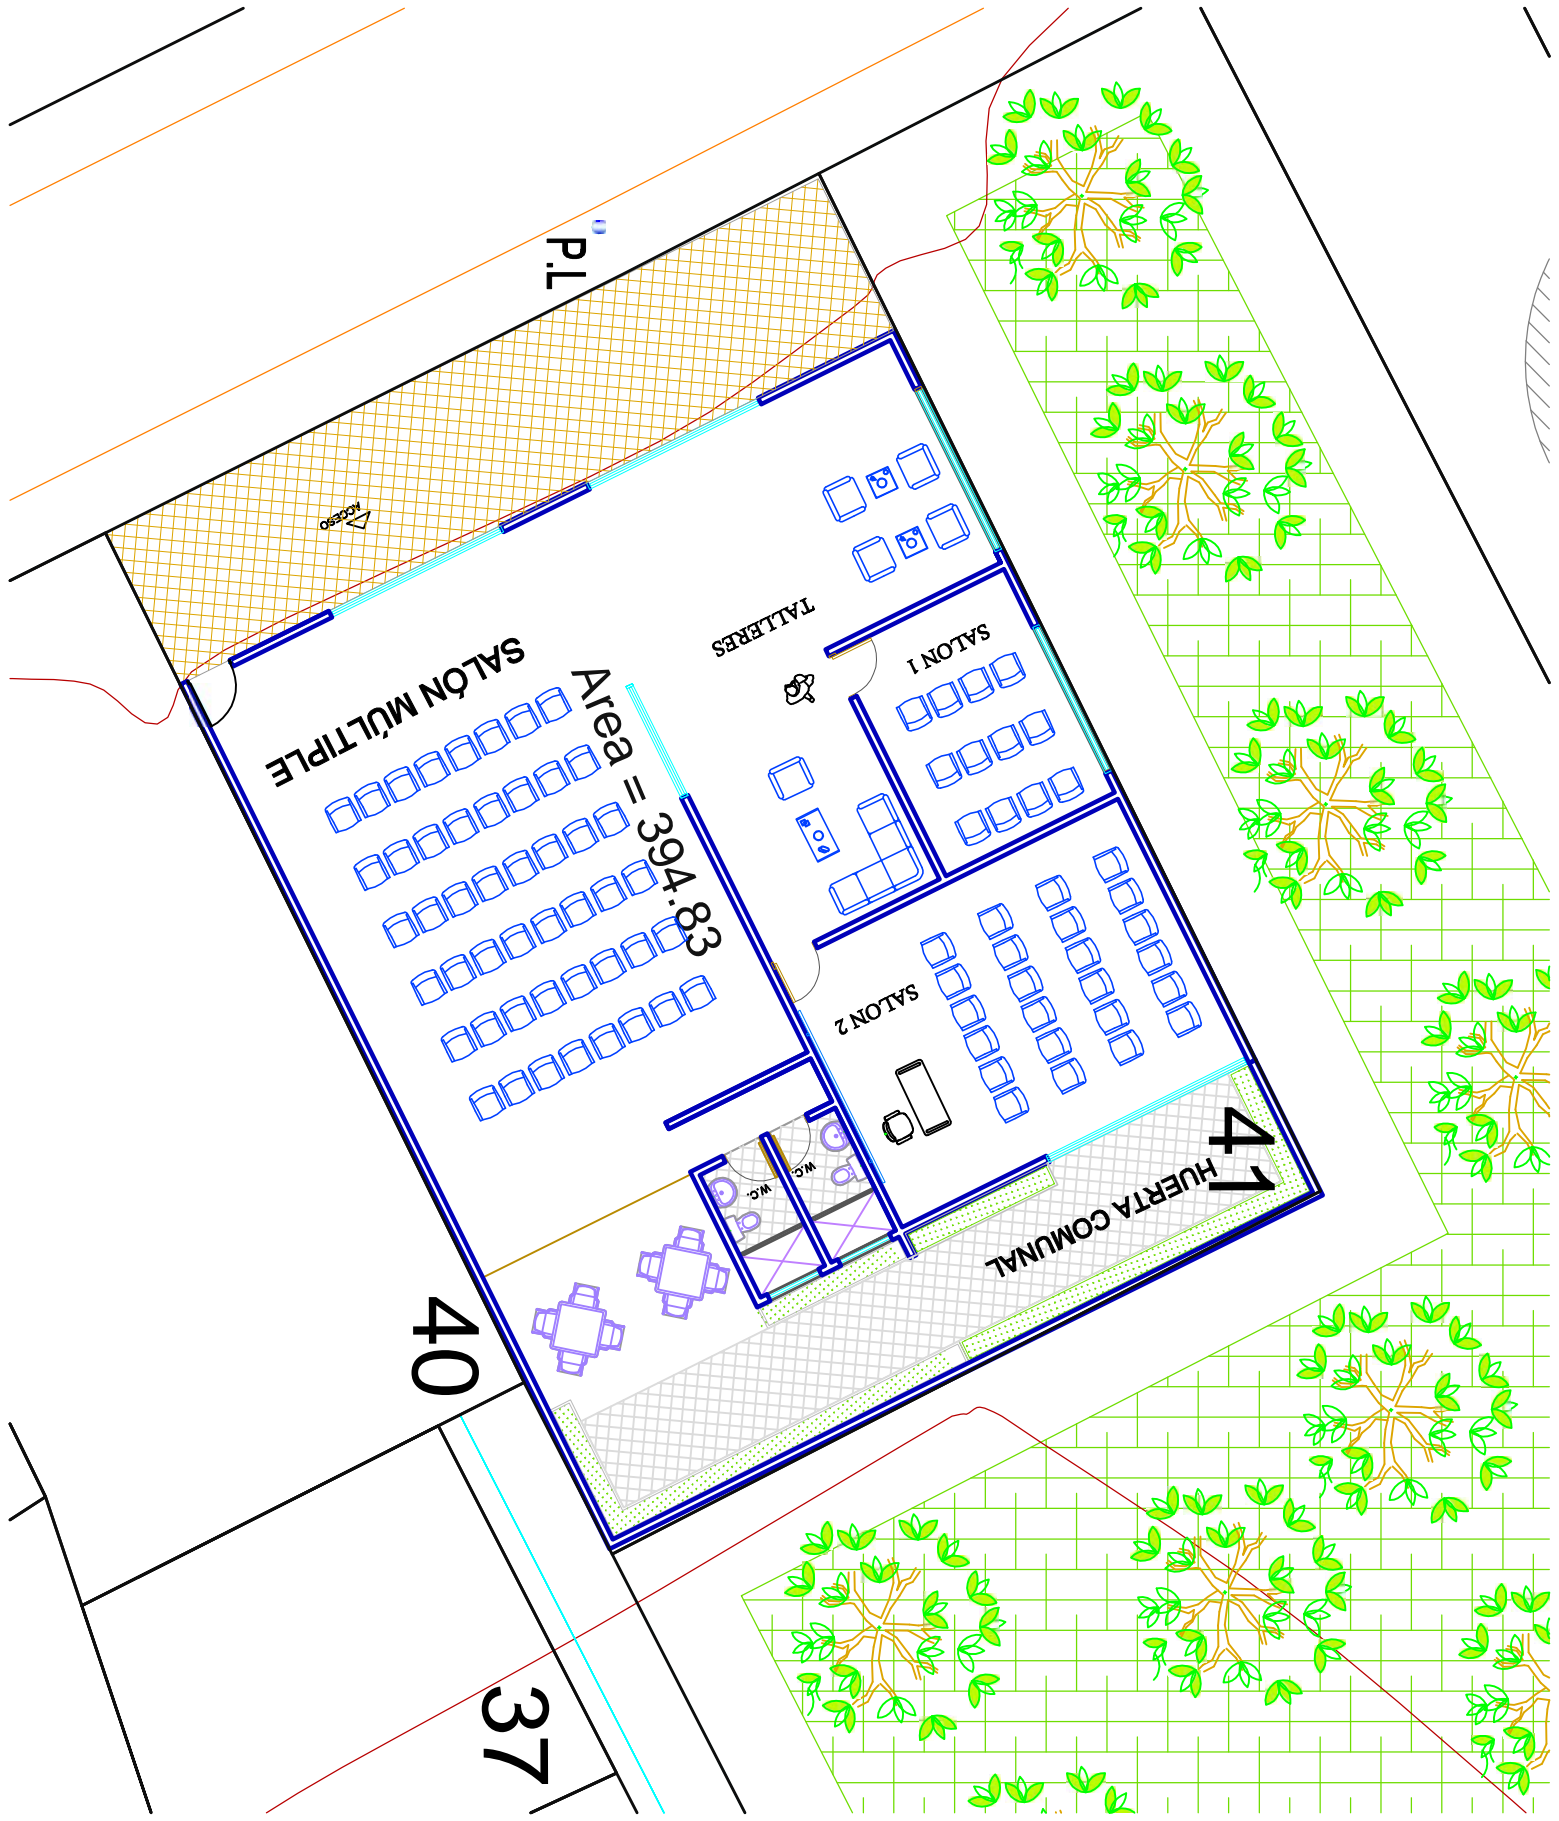 P.L
ACCESO
SALÓN MÚLTIPLE
Area = 394.83
TALLERES
SALON 1
SALON 2
W.C.
W.C.
HUERTA COMUNAL
41
40
37